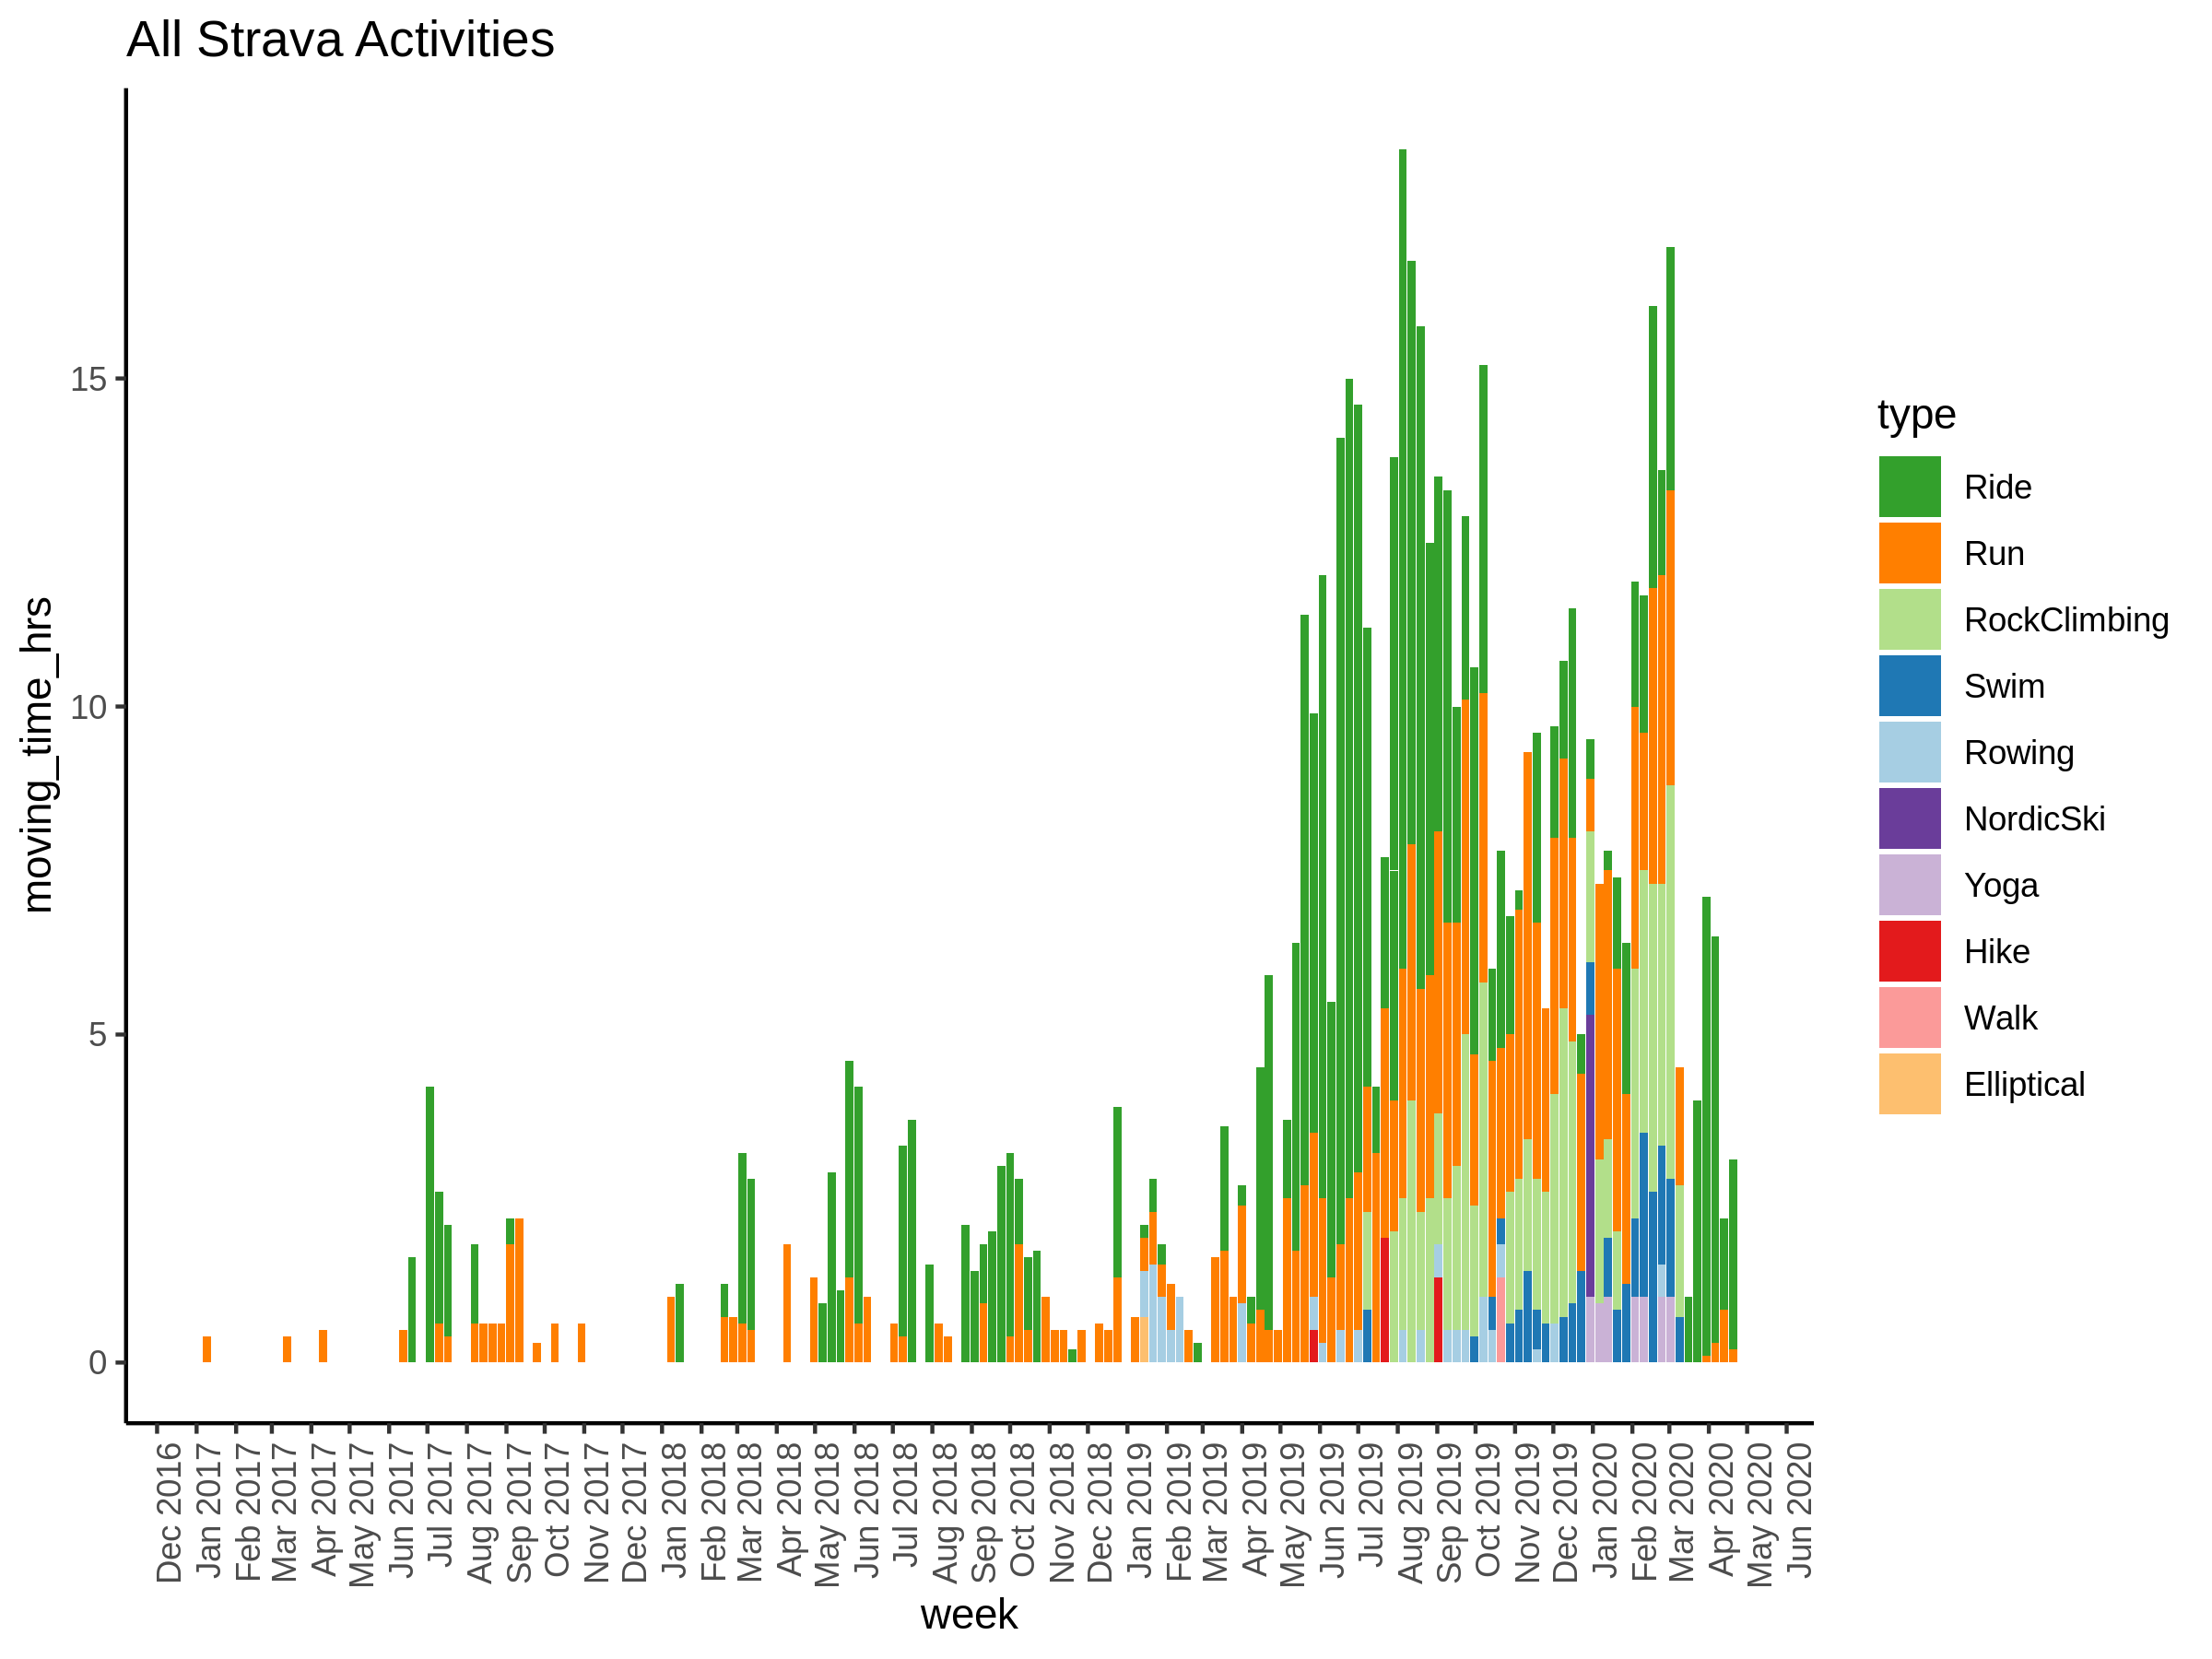 All Strava Activities
moving_time_hrs
15
10
5
0
Dec 2016
Jan 2017
Feb 2017
Mar 2017
Apr 2017
May 2017
Jun 2017
Jul 2017
Aug 2017
Sep 2017
Oct 2017
Nov 2017
Dec 2017
Jan 2018
Feb 2018
Mar 2018
Apr 2018
May 2018
Jun 2018
Jul 2018
Aug 2018
Sep 2018
Oct 2018
Nov 2018
Dec 2018
Jan 2019
Feb 2019
Mar 2019
Apr 2019
May 2019
Jun 2019
Jul 2019
Aug 2019
Sep 2019
Oct 2019
Nov 2019
Dec 2019
Jan 2020
Feb 2020
Mar 2020
Apr 2020
May 2020
Jun 2020
week
type
Ride
Run
RockClimbing
Swim
Rowing
NordicSki
Yoga
Hike
Walk
Elliptical